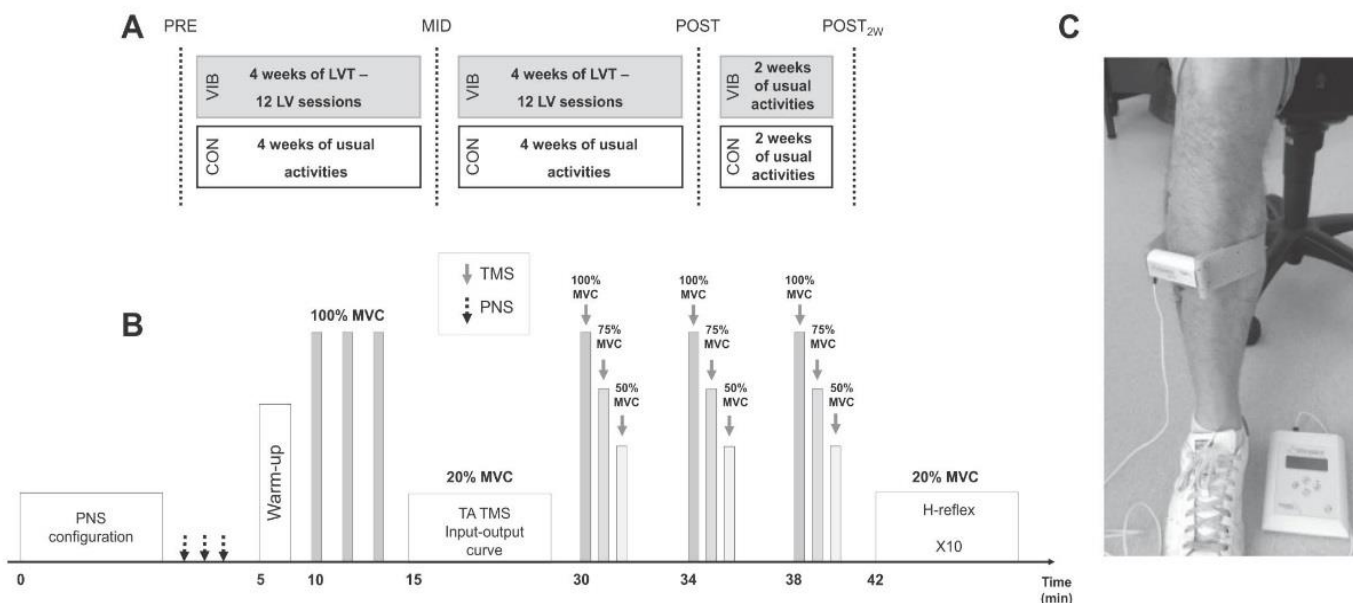 A
PRE
MID
POST
POST2W
C
VIB
4 weeks of LVT –
12 LV sessions
VIB
4 weeks of LVT –
12 LV sessions
VIB
2 weeks
of usual
activities
CON
4 weeks of usual
activities
CON
4 weeks of usual
activities
CON
2 weeks
of usual
activities
B
TMS
PNS
PNS
configuration
Warm-up
100% MVC
20% MVC
TA TMS
Input-output
curve
100%
MVC
75%
MVC
50%
MVC
100%
MVC
75%
MVC
50%
MVC
100%
MVC
75%
MVC
50%
MVC
20% MVC
H-reflex
X10
0
5
10
15
30
34
38
42
Time
(min)